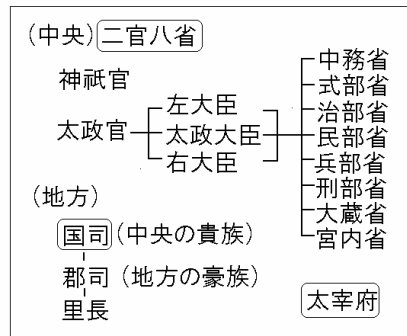 (中央) 二官八省
神祇官
太政官
左大臣
太政大臣
右大臣
中務省
式部省
治部省
民部省
兵部省
刑部省
大蔵省
宮内省
(地方)
国司 (中央の貴族)
郡司 (地方の豪族)
里長
太宰府